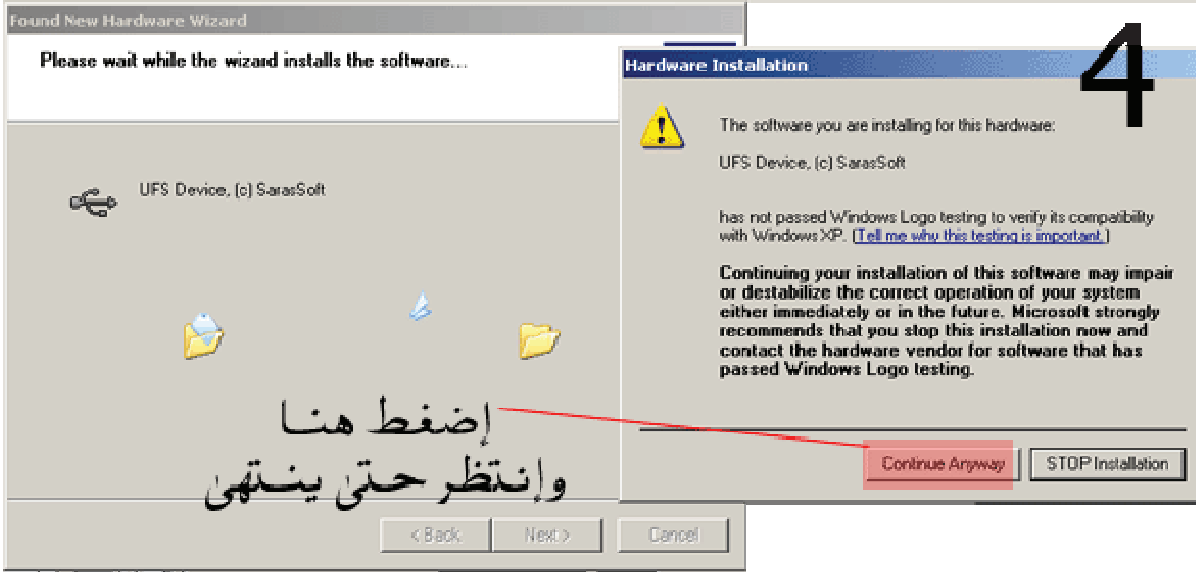 Found New Hardware Wizard
Please wait while the wizard installs the software...
UFS Device, (c) SarasSoft
إضغط هنا
وإنتظر حتىٰ ينتهىٰ
< Back
Next >
Cancel
4
Hardware Installation
The software you are installing for this hardware:
UFS Device, (c) SarasSoft
has not passed Windows Logo testing to verify its compatibility
with Windows XP. (Tell me why this testing is important.)
Continuing your installation of this software may impair
or destabilize the correct operation of your system
either immediately or in the future. Microsoft strongly
recommends that you stop this installation now and
contact the hardware vendor for software that has
passed Windows Logo testing.
Continue Anyway
STOP Installation